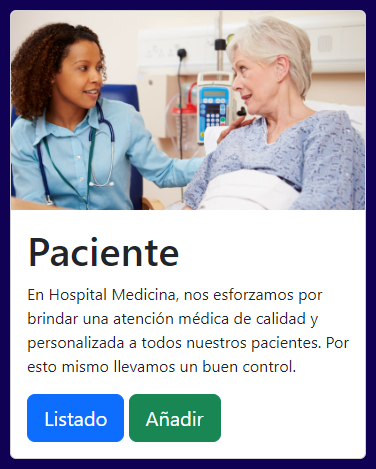 Paciente
En Hospital Medicina, nos esforzamos por
brindar una atención médica de calidad y
personalizada a todos nuestros pacientes. Por
esto mismo llevamos un buen control.
Listado Añadir